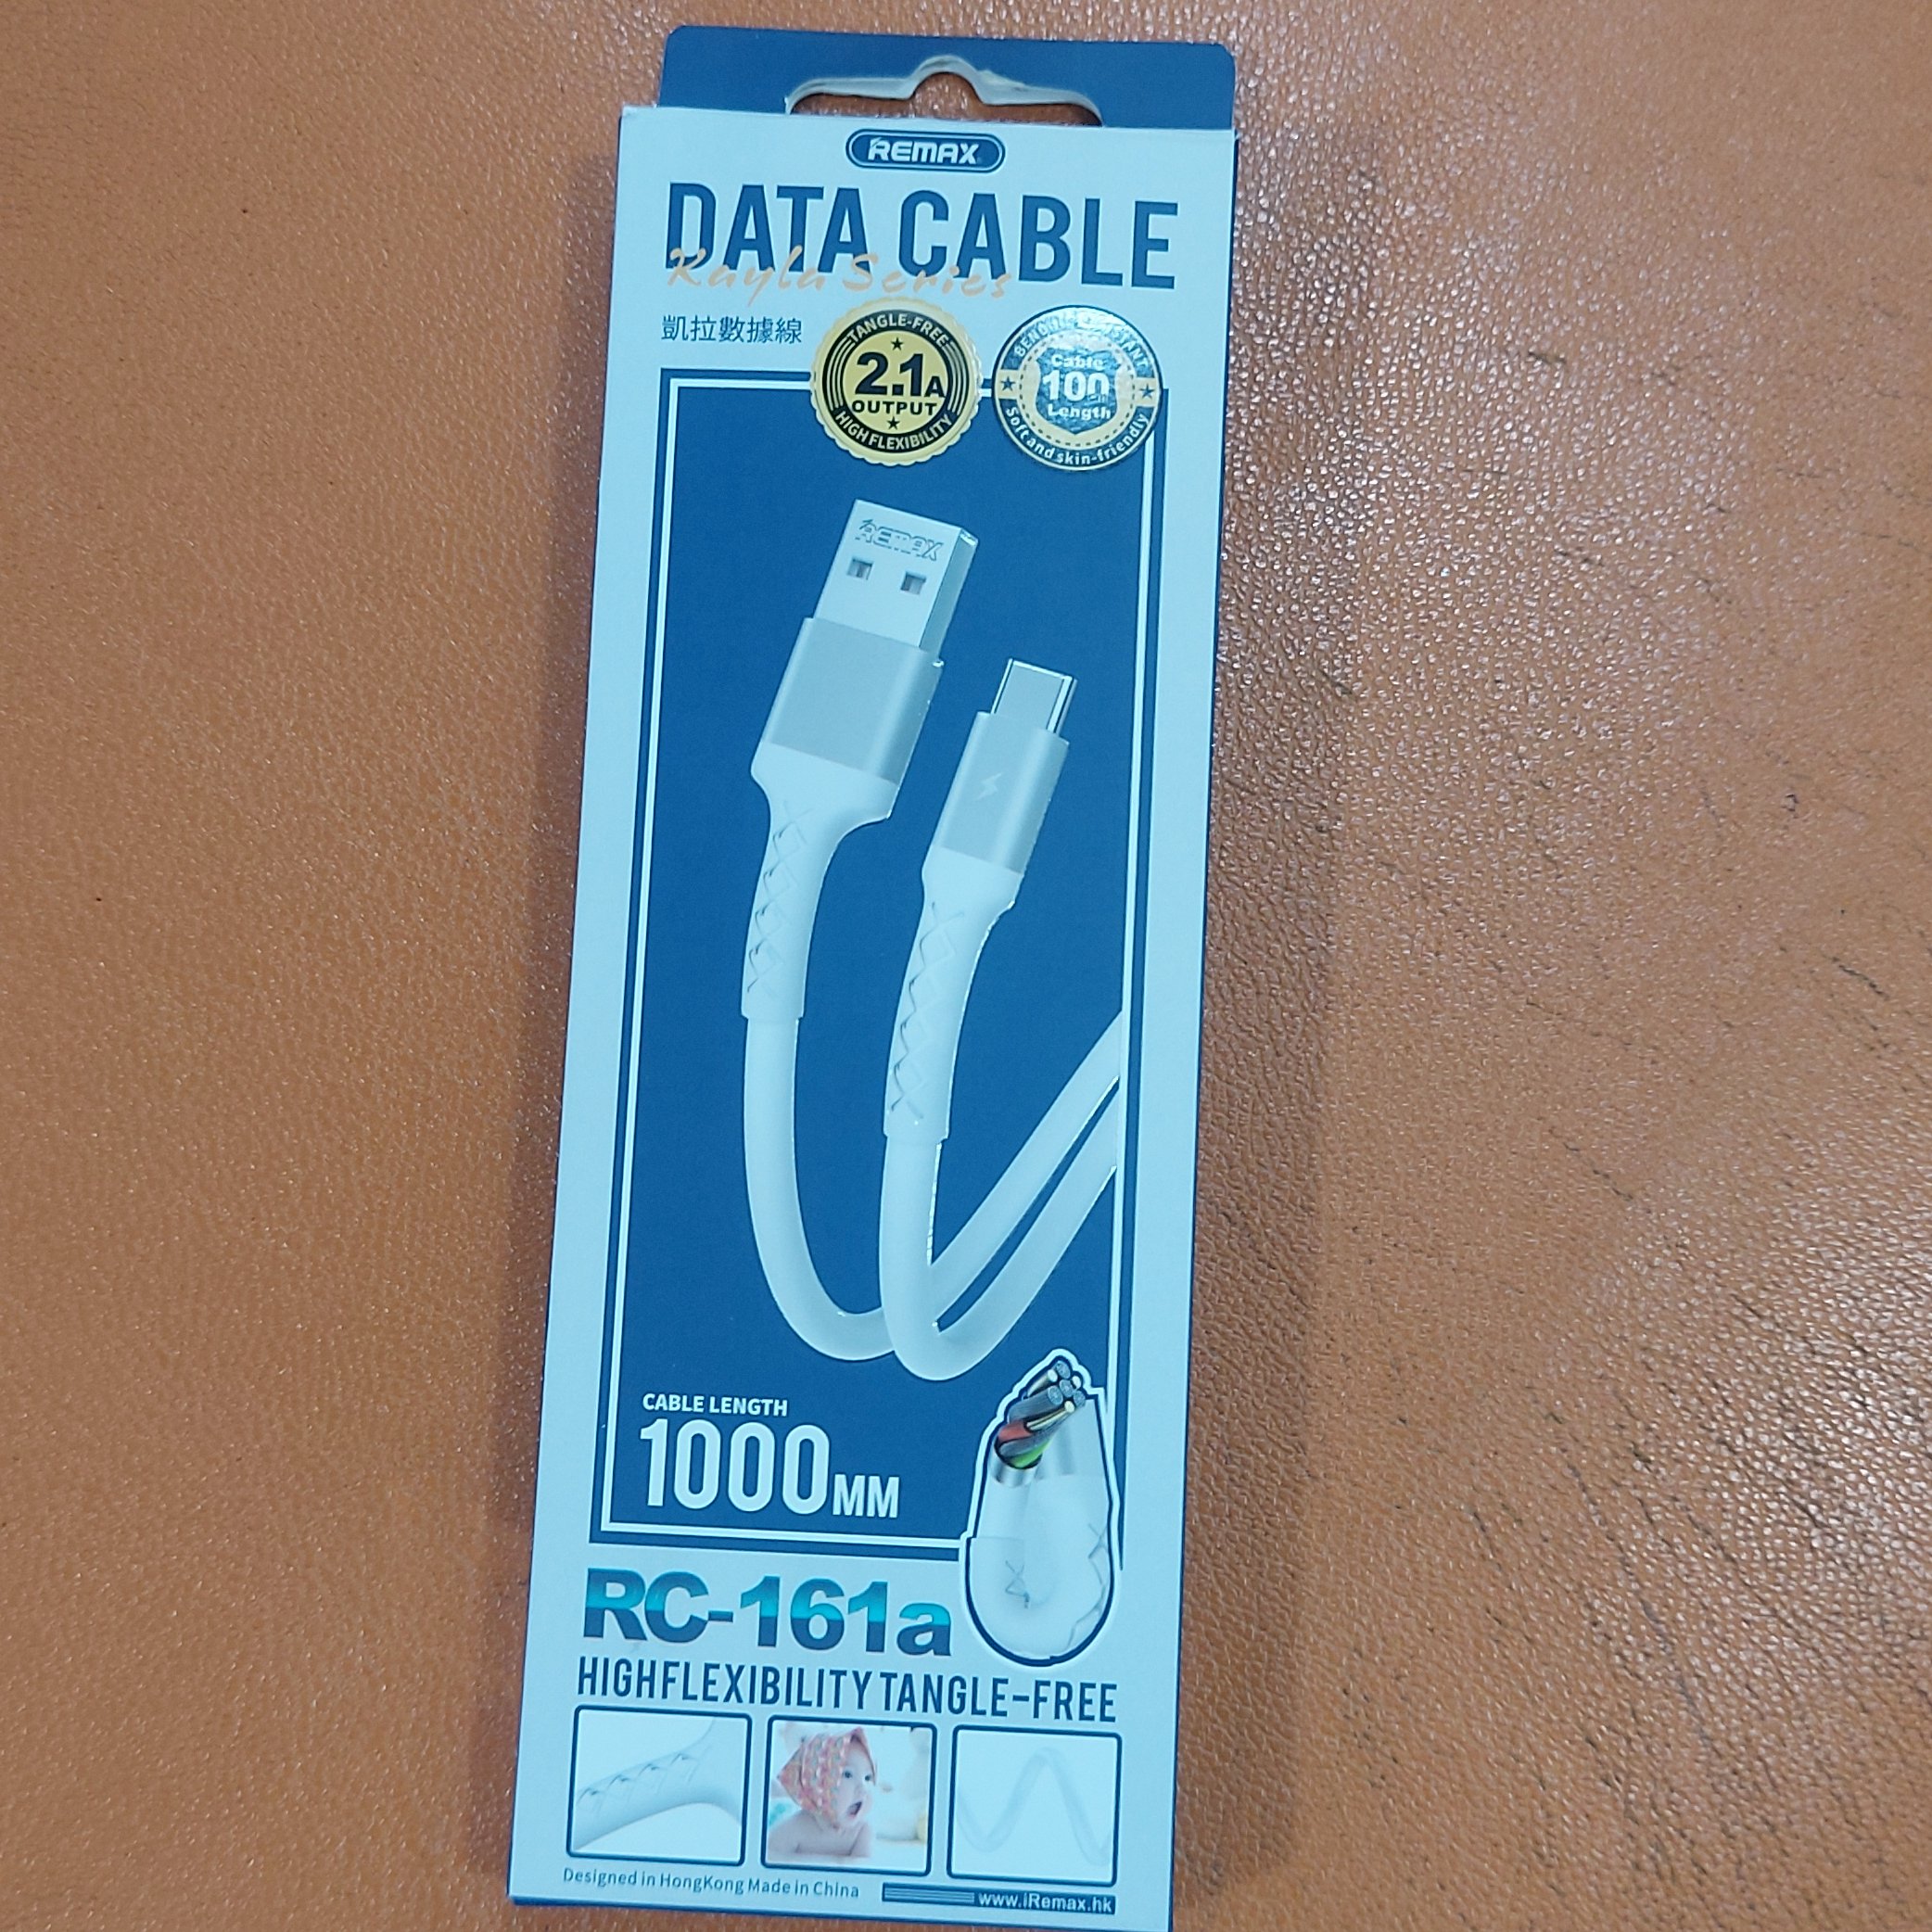 REMAX
DATA CABLE
Kayla Series
凱拉數據線
TANGLE-FREE
2.1A
OUTPUT
HIGH FLEXIBILITY
Cable
100
Length
Soft and skin-friendly
REMAX
CABLE LENGTH
1000MM
RC-161a
HIGHFLEXIBILITY TANGLE-FREE
Designed in HongKong Made in China
www.iRemax.hk